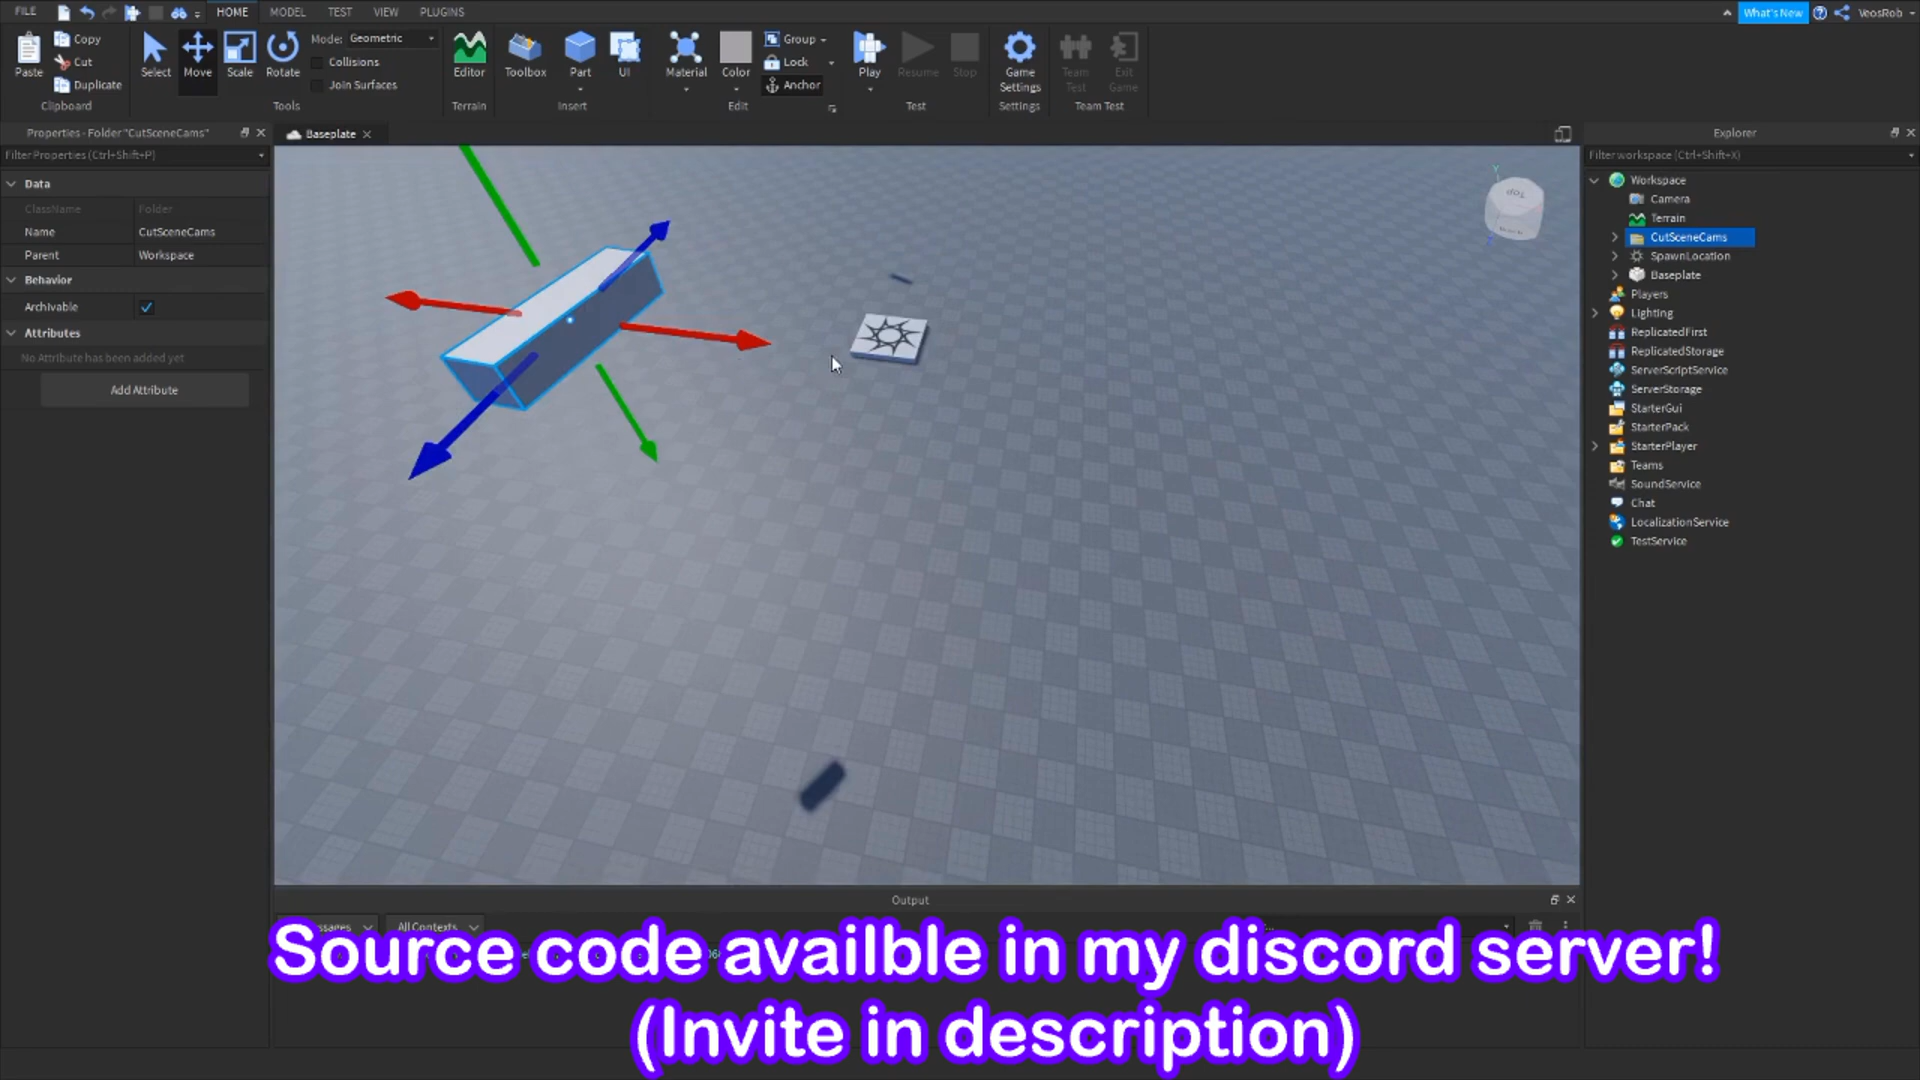 FILE HOME MODEL TEST VIEW PLUGINS What's New VeosRob
Paste Copy Cut Duplicate Clipboard
Select Move Scale Rotate Mode: Geometric Collisions Join Surfaces Tools
Editor Terrain
Toolbox Part UI Insert
Material Color Group Lock Anchor Edit
Play Resume Stop Test
Game Settings Settings
Team Test Exit Game Team Test
Properties - Folder "CutSceneCams"
Filter Properties (Ctrl+Shift+P)
Data
ClassName Folder
Name CutSceneCams
Parent Workspace
Behavior
Archivable
Attributes
No Attribute has been added yet
Add Attribute
Baseplate
Top
Y
Z
Explorer
Filter workspace (Ctrl+Shift+X)
Workspace
Camera
Terrain
CutSceneCams
SpawnLocation
Baseplate
Players
Lighting
ReplicatedFirst
ReplicatedStorage
ServerScriptService
ServerStorage
StarterGui
StarterPack
StarterPlayer
Teams
SoundService
Chat
LocalizationService
TestService
Output
All Contexts
Source code availble in my discord server!
(Invite in description)